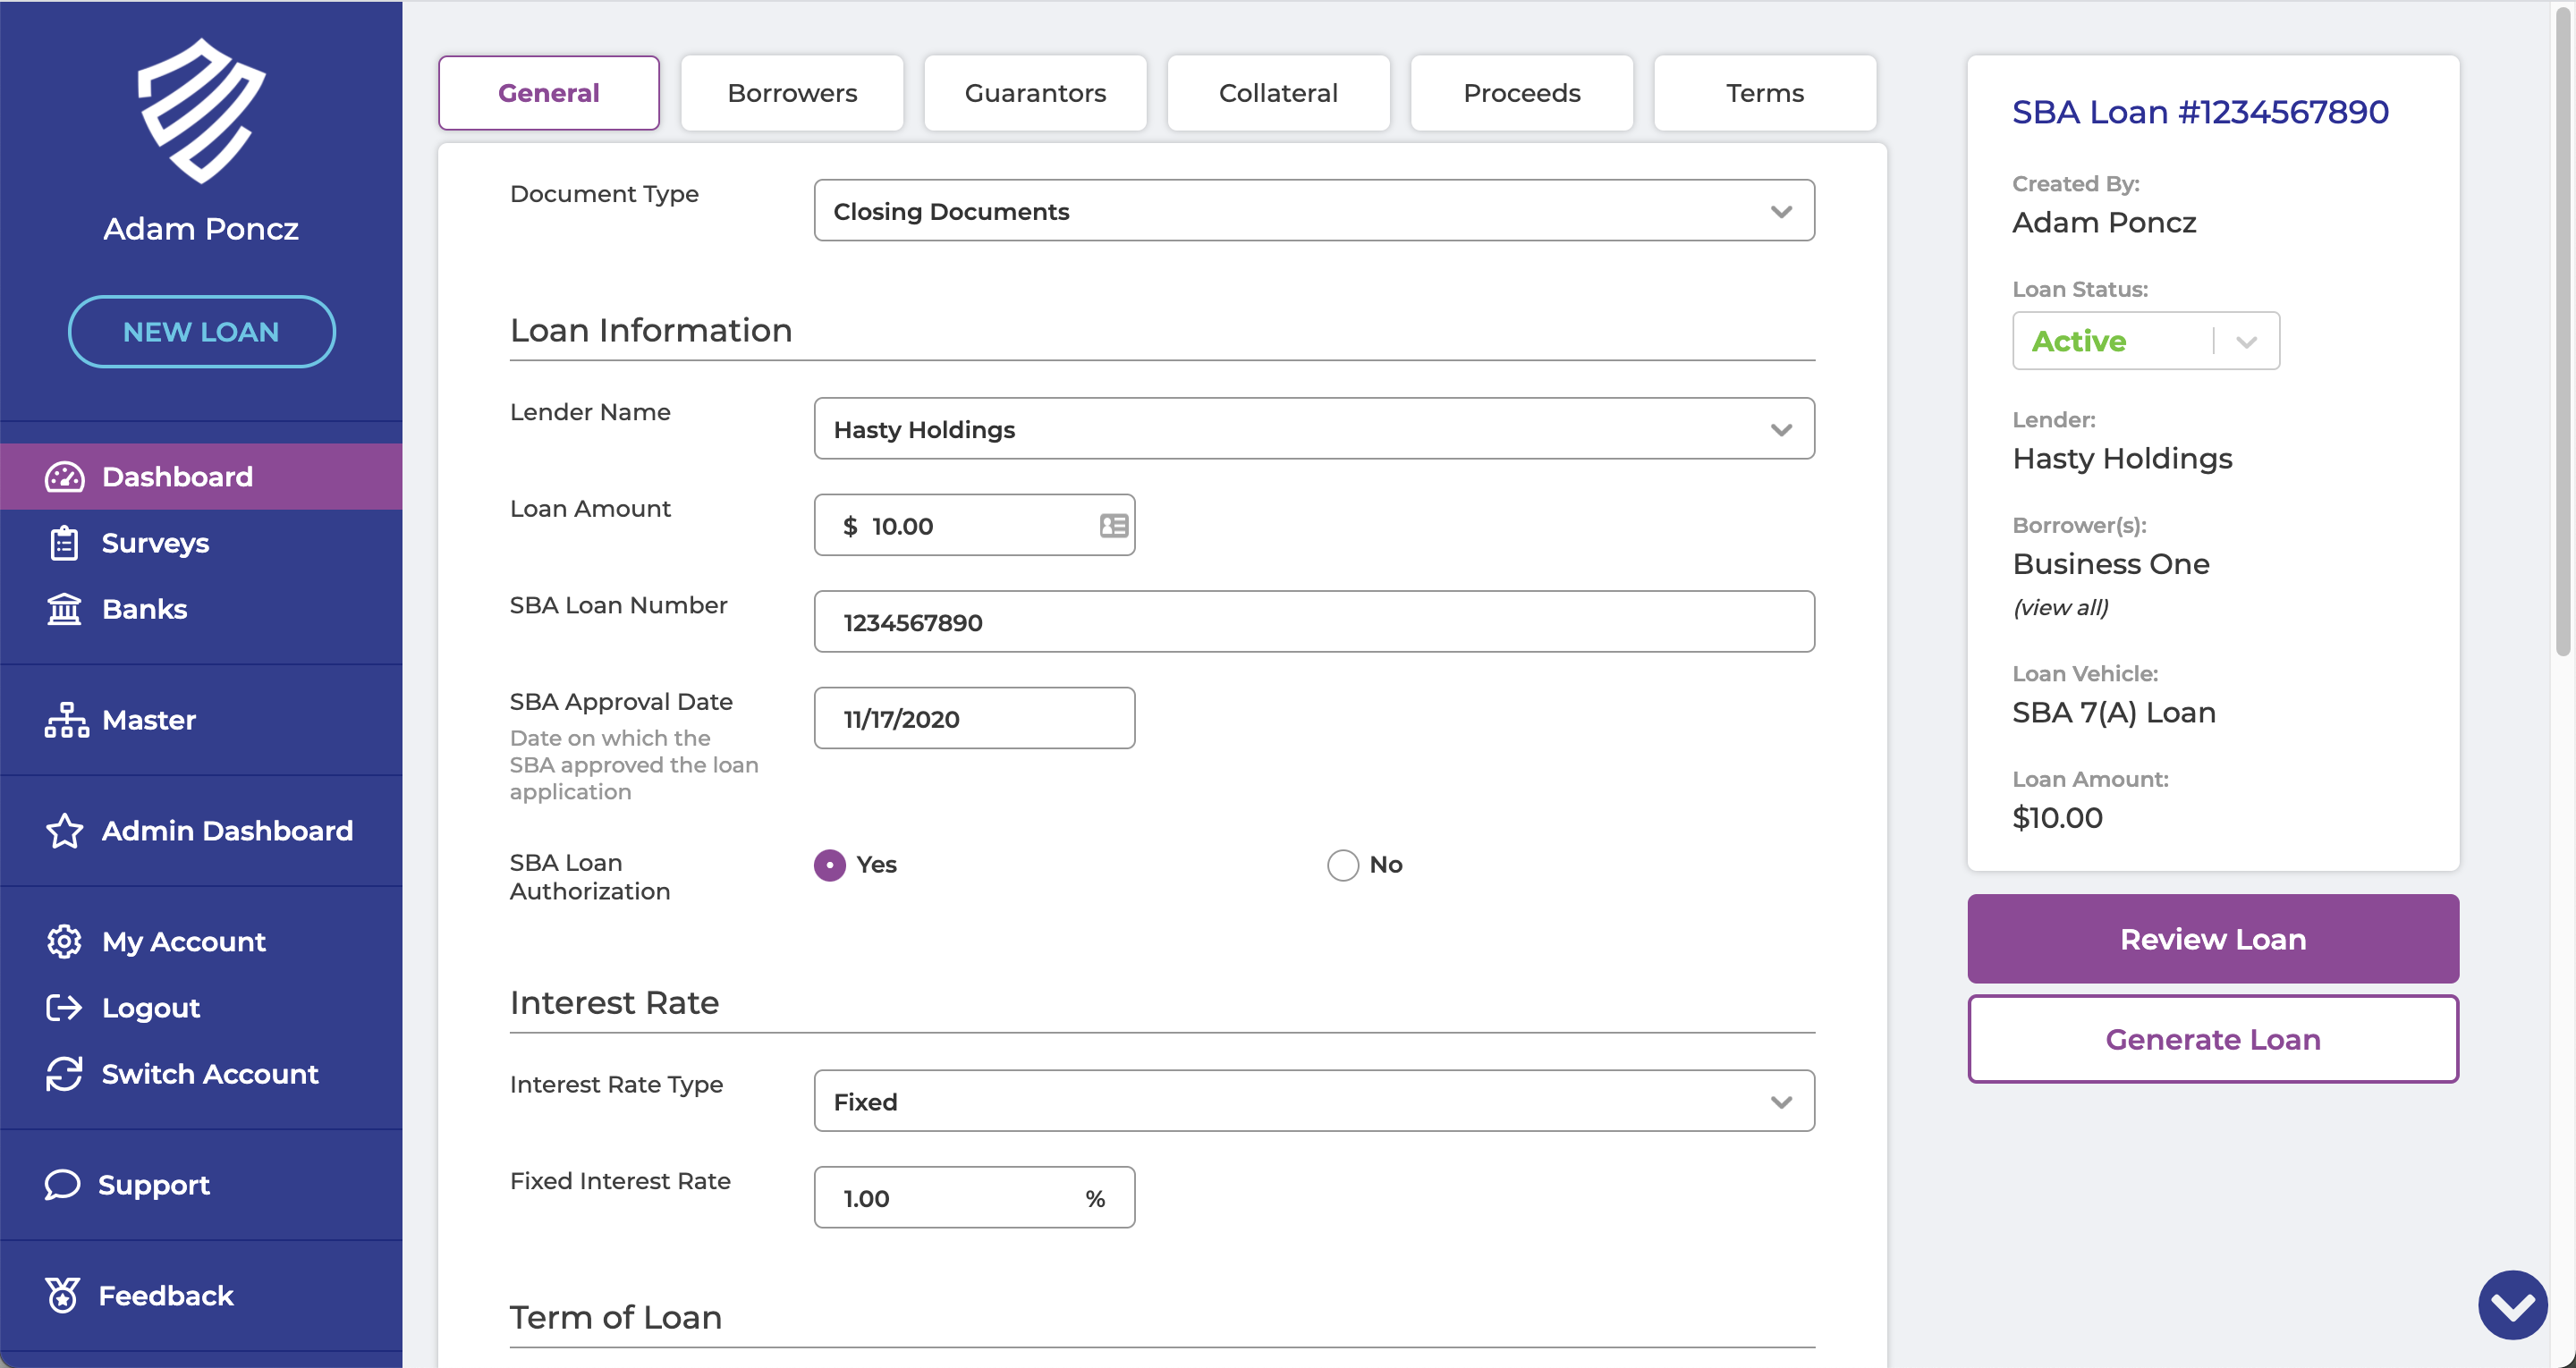 Adam Poncz
NEW LOAN
Dashboard
Surveys
Banks
Master
Admin Dashboard
My Account
Logout
Switch Account
Support
Feedback
General
Borrowers
Guarantors
Collateral
Proceeds
Terms
Document Type
Closing Documents
Loan Information
Lender Name
Hasty Holdings
Loan Amount
$ 10.00
SBA Loan Number
1234567890
SBA Approval Date
11/17/2020
Date on which the
SBA approved the loan
application
SBA Loan
Authorization
Yes
No
Interest Rate
Interest Rate Type
Fixed
Fixed Interest Rate
1.00 %
Term of Loan
SBA Loan #1234567890
Created By:
Adam Poncz
Loan Status:
Active
Lender:
Hasty Holdings
Borrower(s):
Business One
(view all)
Loan Vehicle:
SBA 7(A) Loan
Loan Amount:
$10.00
Review Loan
Generate Loan